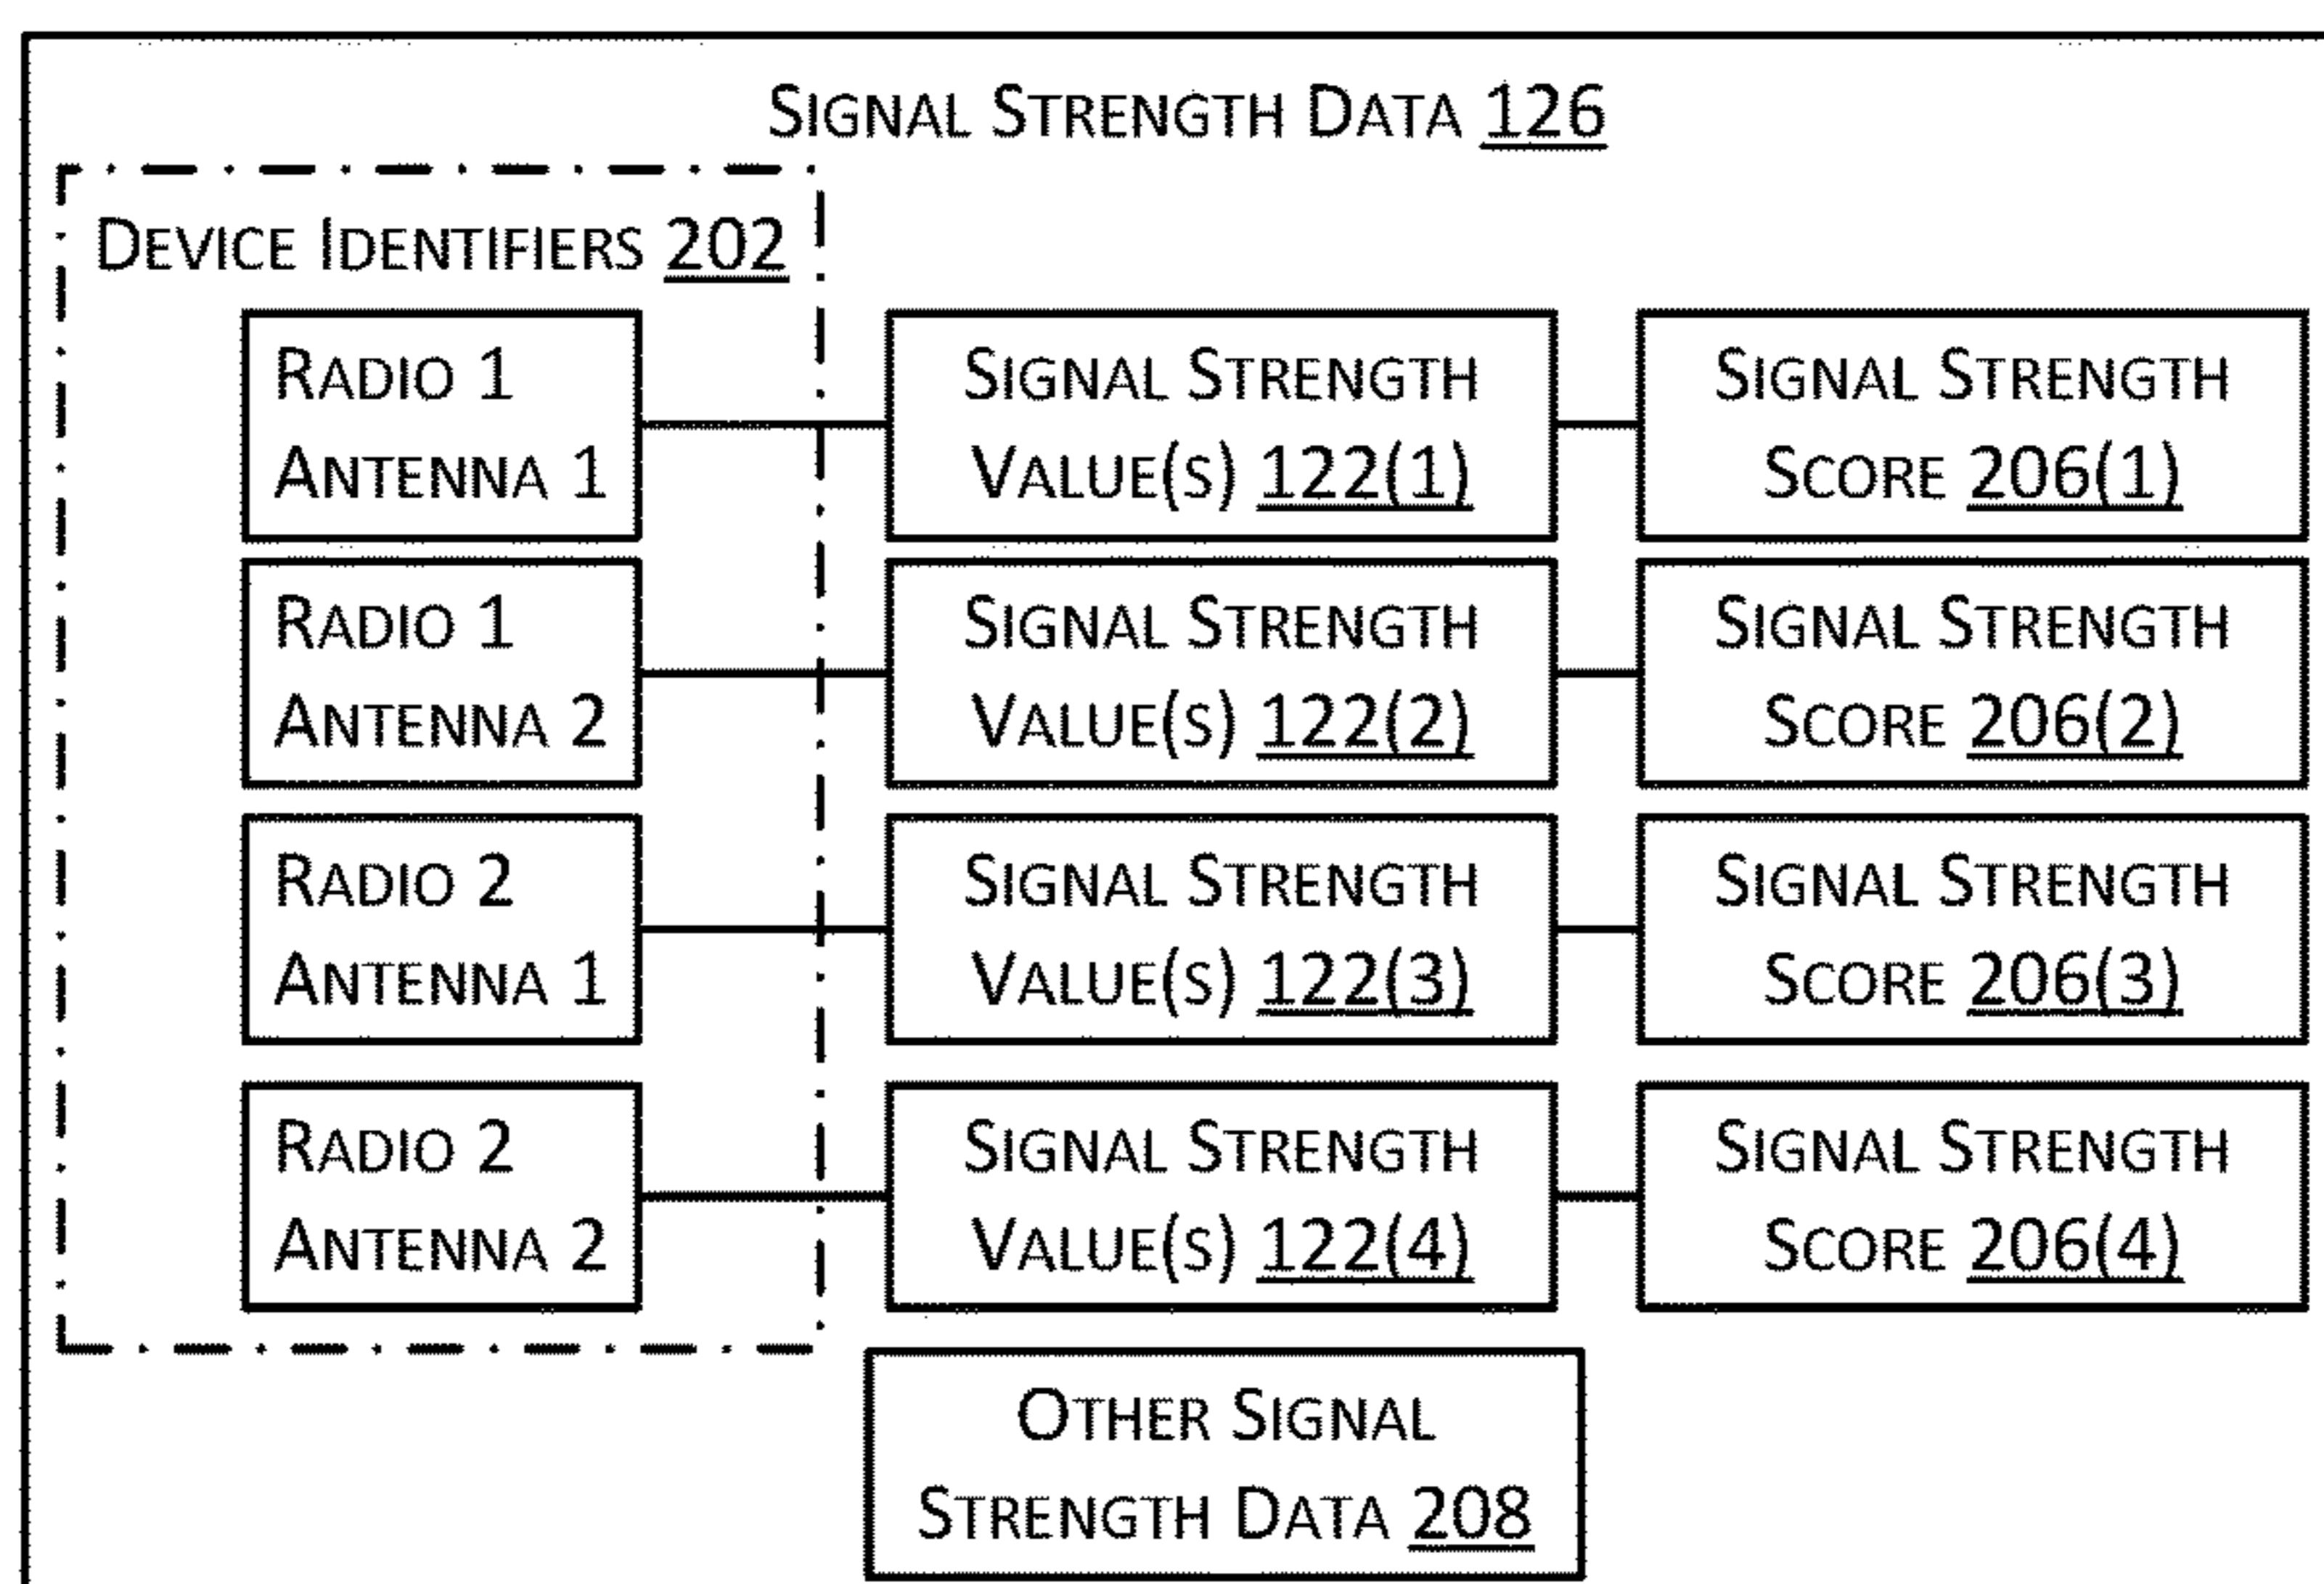 SIGNAL STRENGTH DATA 126
DEVICE IDENTIFIERS 202
RADIO 1
ANTENNA 1
SIGNAL STRENGTH
VALUE(S) 122(1)
SIGNAL STRENGTH
SCORE 206(1)
RADIO 1
ANTENNA 2
SIGNAL STRENGTH
VALUE(S) 122(2)
SIGNAL STRENGTH
SCORE 206(2)
RADIO 2
ANTENNA 1
SIGNAL STRENGTH
VALUE(S) 122(3)
SIGNAL STRENGTH
SCORE 206(3)
RADIO 2
ANTENNA 2
SIGNAL STRENGTH
VALUE(S) 122(4)
SIGNAL STRENGTH
SCORE 206(4)
OTHER SIGNAL
STRENGTH DATA 208